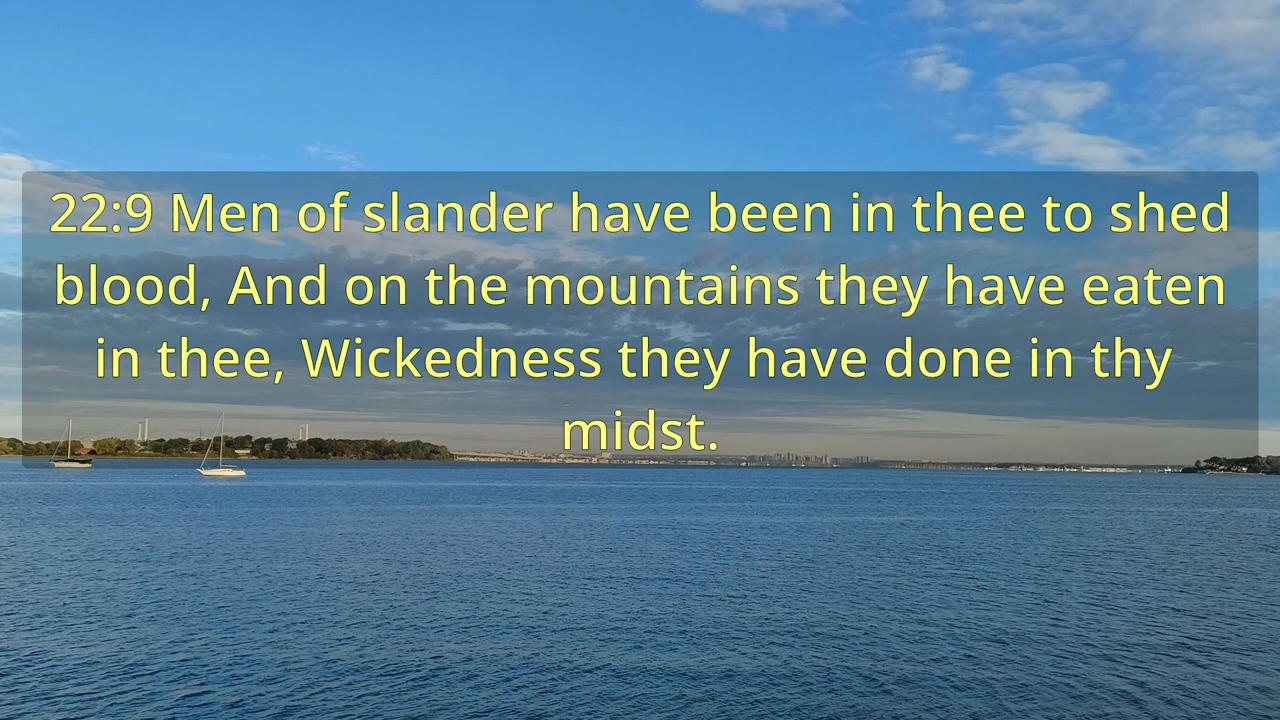 22:9 Men of slander have been in thee to shed
blood, And on the mountains they have eaten
in thee, Wickedness they have done in thy
midst.